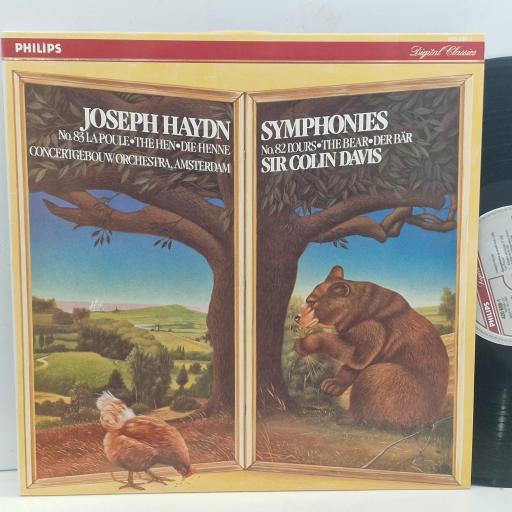 PHILIPS
Digital Classics
JOSEPH HAYDN
No. 83 LA POULE • THE HEN • DIE HENNE
CONCERTGEBOUW ORCHESTRA, AMSTERDAM
SYMPHONIES
No. 82 L'OURS • THE BEAR • DER BÄR
SIR COLIN DAVIS
PHILIPS